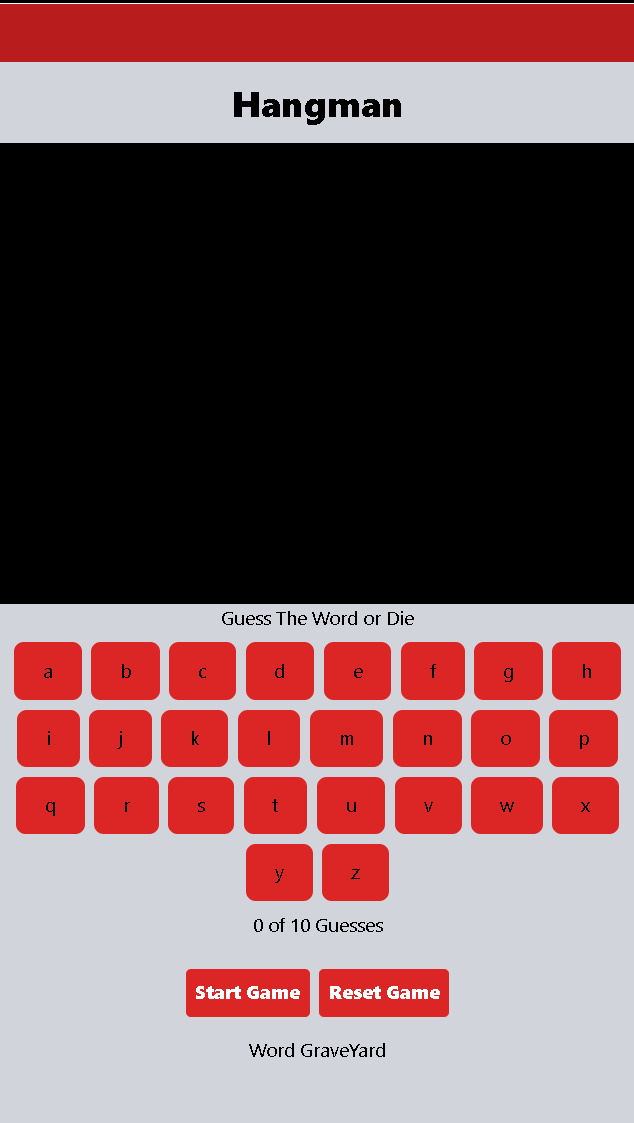 Hangman
Guess The Word or Die
a b c d e f g h
i j k l m n o p
q r s t u v w x
y z
0 of 10 Guesses
Start Game Reset Game
Word GraveYard